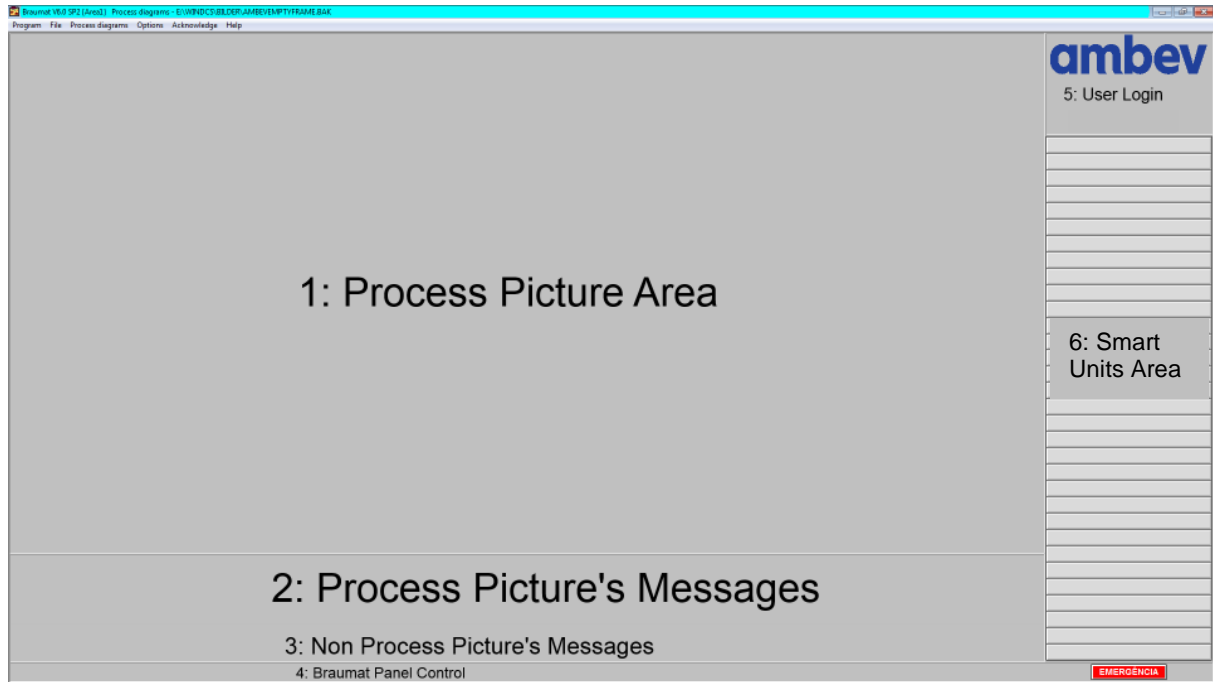 Braumat V6.0 SP2 (Area1) Process diagrams - E:\WINDCS\BILDER\AMBEVEMPTYFRAME.BAK
Program File Process diagrams Options Acknowledge Help
ambev
5: User Login
1: Process Picture Area
6: Smart
Units Area
2: Process Picture's Messages
3: Non Process Picture's Messages
4: Braumat Panel Control
EMERGÊNCIA